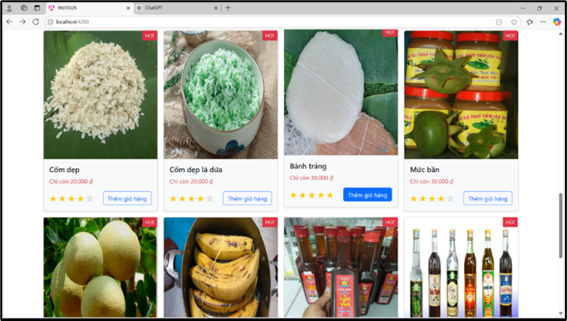 Web1026
ChatGPT
localhost:4200
HOT
HOT
HOT
HOT
Cốm dẹp
Chỉ còn 20.000 ₫
Thêm giỏ hàng
Cốm dẹp lá dứa
Chỉ còn 20.000 ₫
Thêm giỏ hàng
Bánh tráng
Chỉ còn 30.000 ₫
Thêm giỏ hàng
Mức bần
Chỉ còn 30.000 ₫
Thêm giỏ hàng
HOT
HOT
HOT
HOT